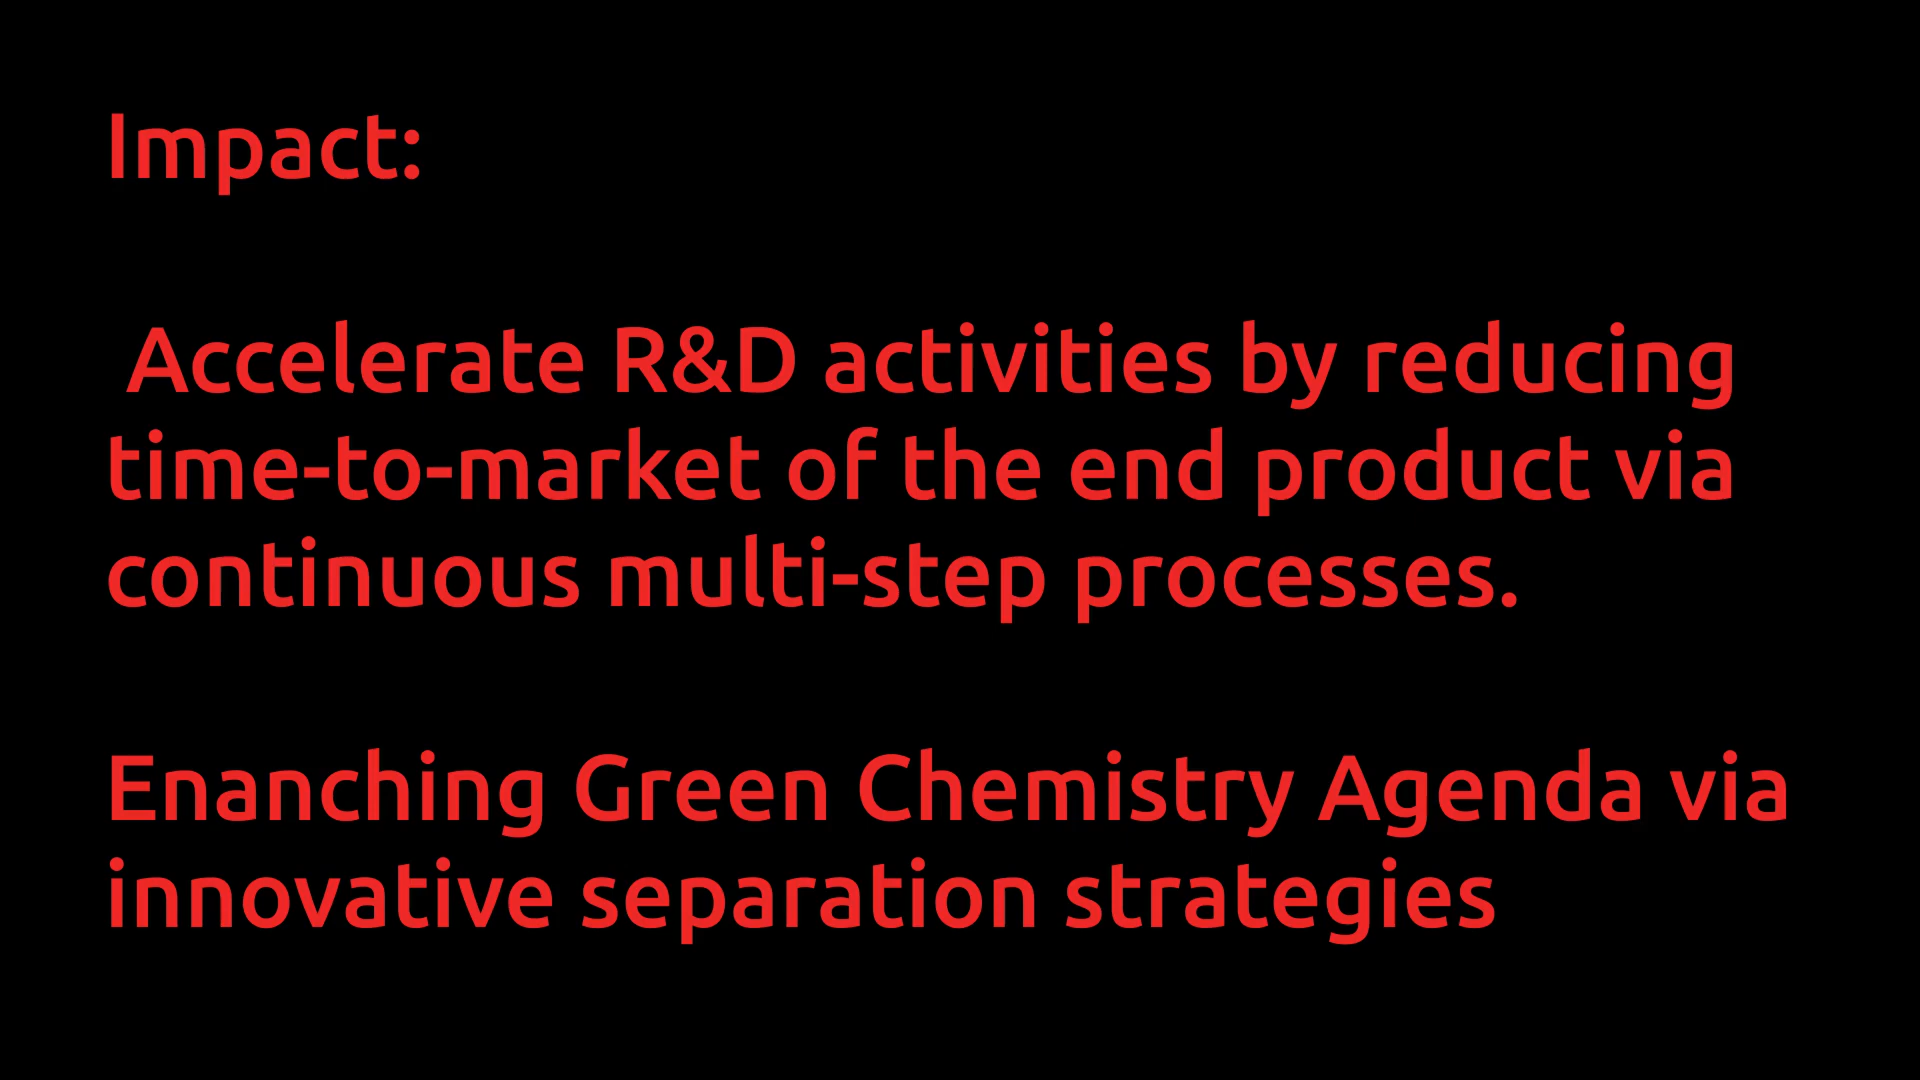 Impact:
Accelerate R&D activities by reducing
time-to-market of the end product via
continuous multi-step processes.
Enanching Green Chemistry Agenda via
innovative separation strategies